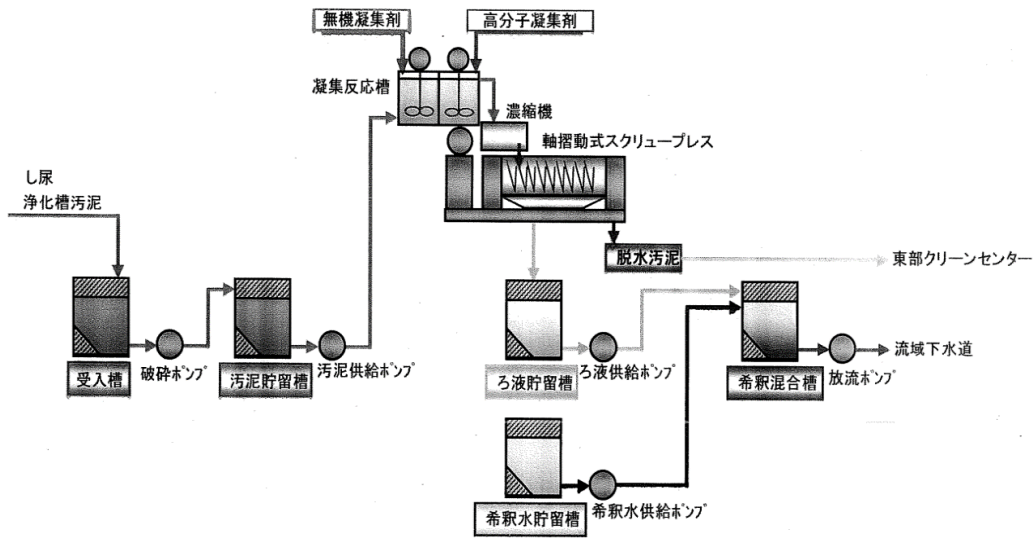 無機凝集剤
高分子凝集剤
凝集反応槽
濃縮機
軸摺動式スクリュープレス
し尿
浄化槽汚泥
脱水汚泥
東部クリーンセンター
受入槽
破砕ポンプ
汚泥貯留槽
汚泥供給ポンプ
ろ液貯留槽
ろ液供給ポンプ
希釈混合槽
放流ポンプ
流域下水道
希釈水貯留槽
希釈水供給ポンプ